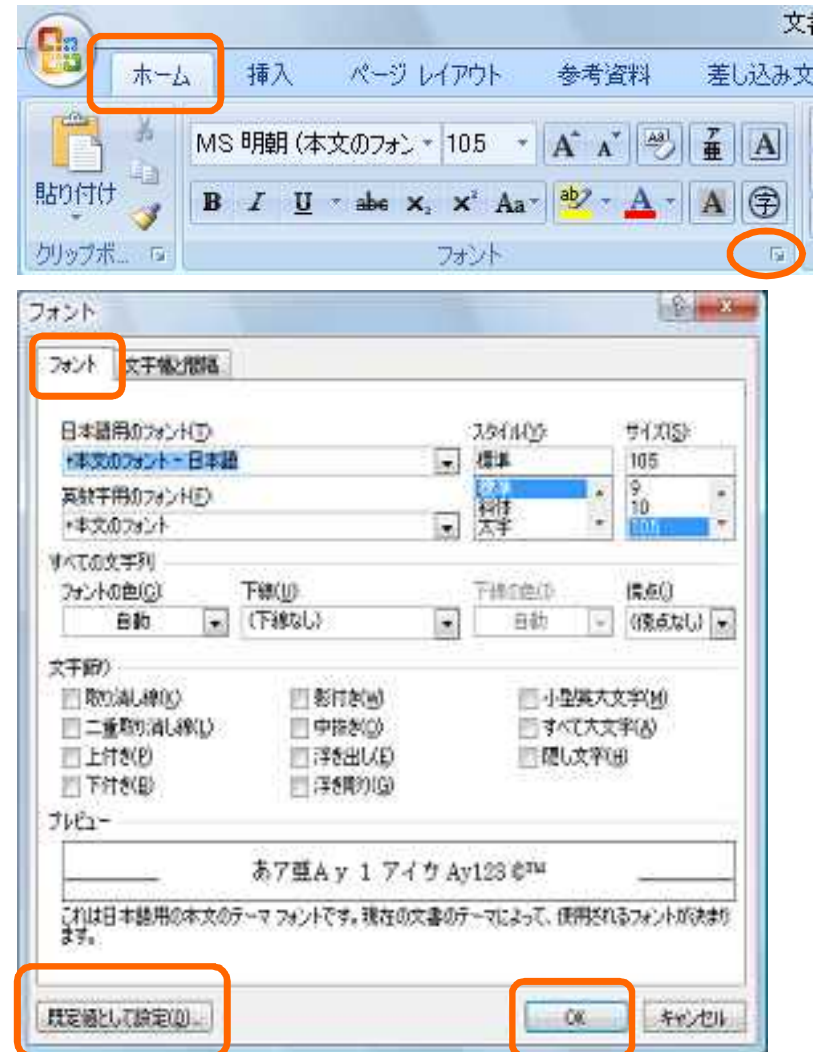 文書
ホーム 挿入 ページ レイアウト 参考資料 差し込み文
貼り付け MS 明朝 (本文のフォン 10.5 A A Aa ア亜 A
B I U abc x₂ x² Aa ab A A 字
クリップボ... フォント
フォント
フォント 文字幅と間隔
日本語用のフォント(T): スタイル(Y): サイズ(S):
+本文のフォント - 日本語 標準 10.5
英数字用のフォント(F): 標準 9
+本文のフォント 斜体 10
太字 10.5
すべての文字列
フォントの色(C): 下線(U): 下線の色(I): 傍点(:)
自動 (下線なし) 自動 (傍点なし)
文字飾り
取り消し線(K) 影付き(W) 小型英大文字(M)
二重取り消し線(L) 中抜き(O) すべて大文字(A)
上付き(P) 浮き出し(E) 隠し文字(H)
下付き(B) 浮き彫り(G)
プレビュー
あア亜Ay 1 アイウ Ay123 ©™
これは日本語用の本文のテーマ フォントです。現在の文書のテーマによって、使用されるフォントが決まり
ます。
既定値として設定(D)... OK キャンセル